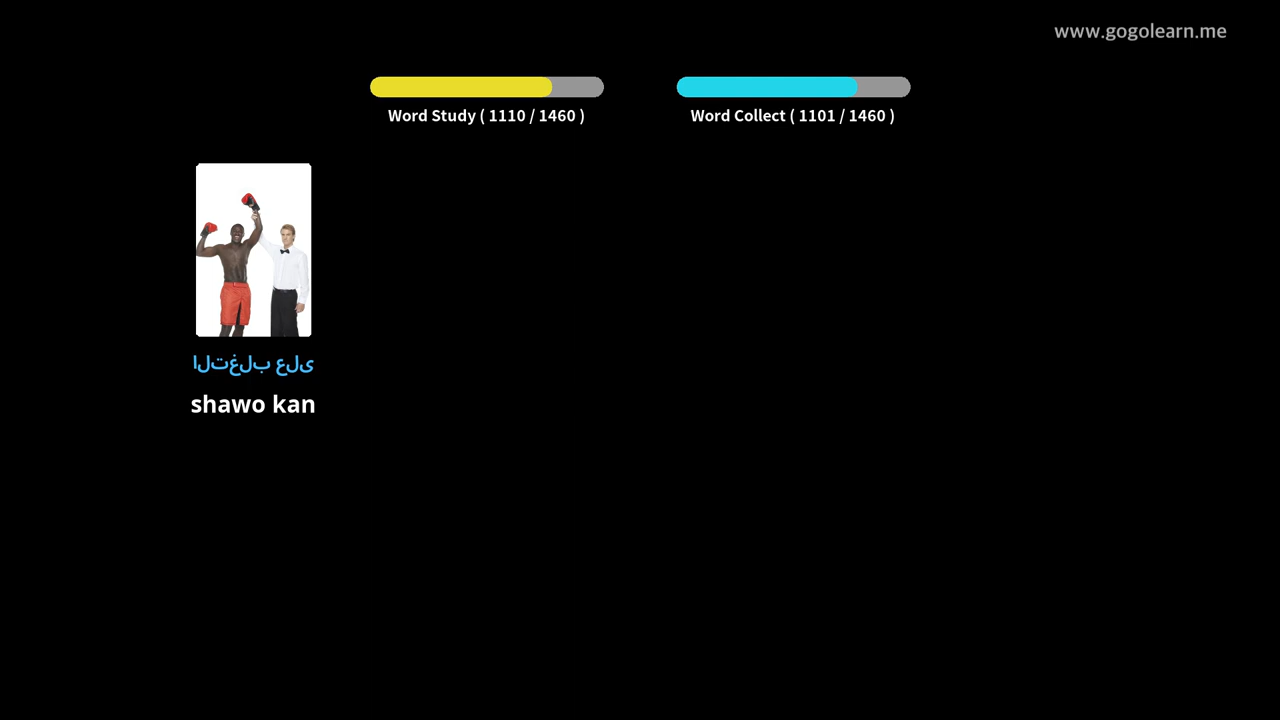 www.gogolearn.me
Word Study ( 1110 / 1460 )
Word Collect ( 1101 / 1460 )
التغلب على
shawo kan